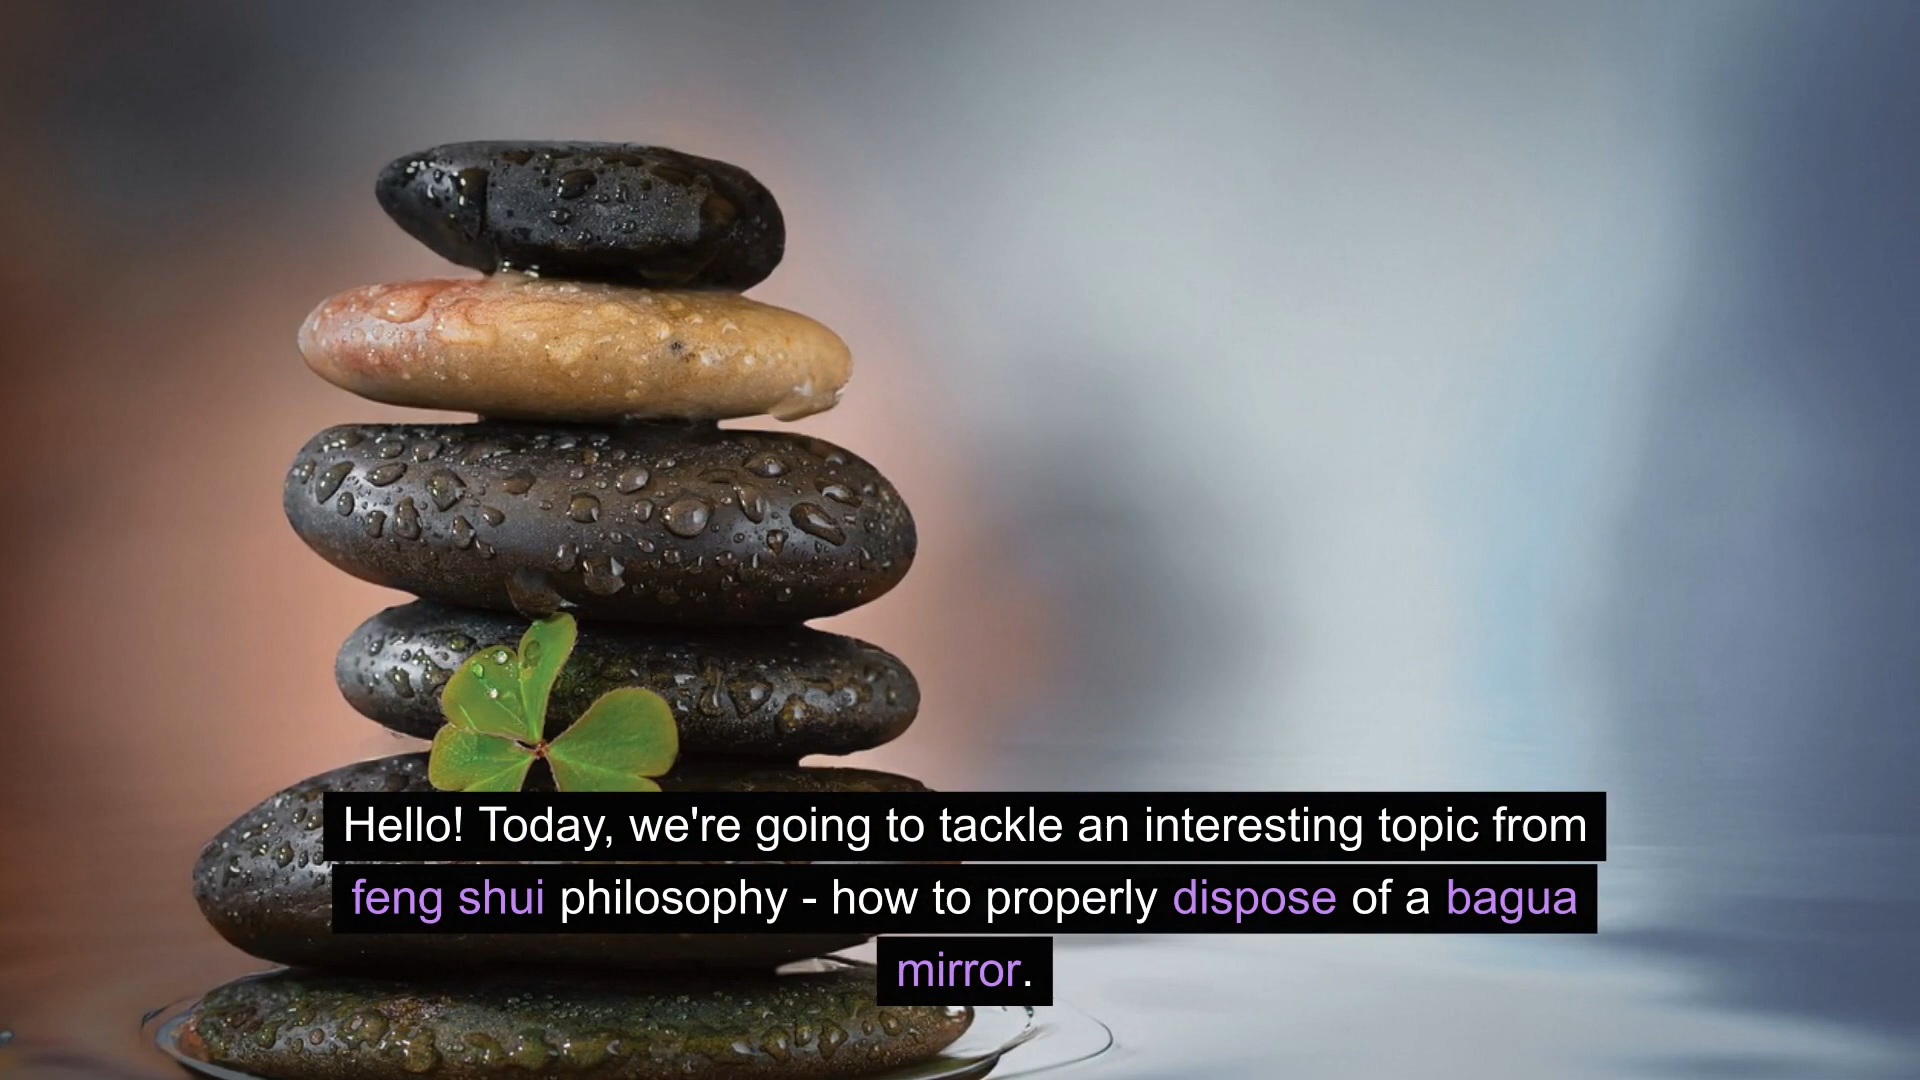 Hello! Today, we're going to tackle an interesting topic from
feng shui philosophy - how to properly dispose of a bagua
mirror.